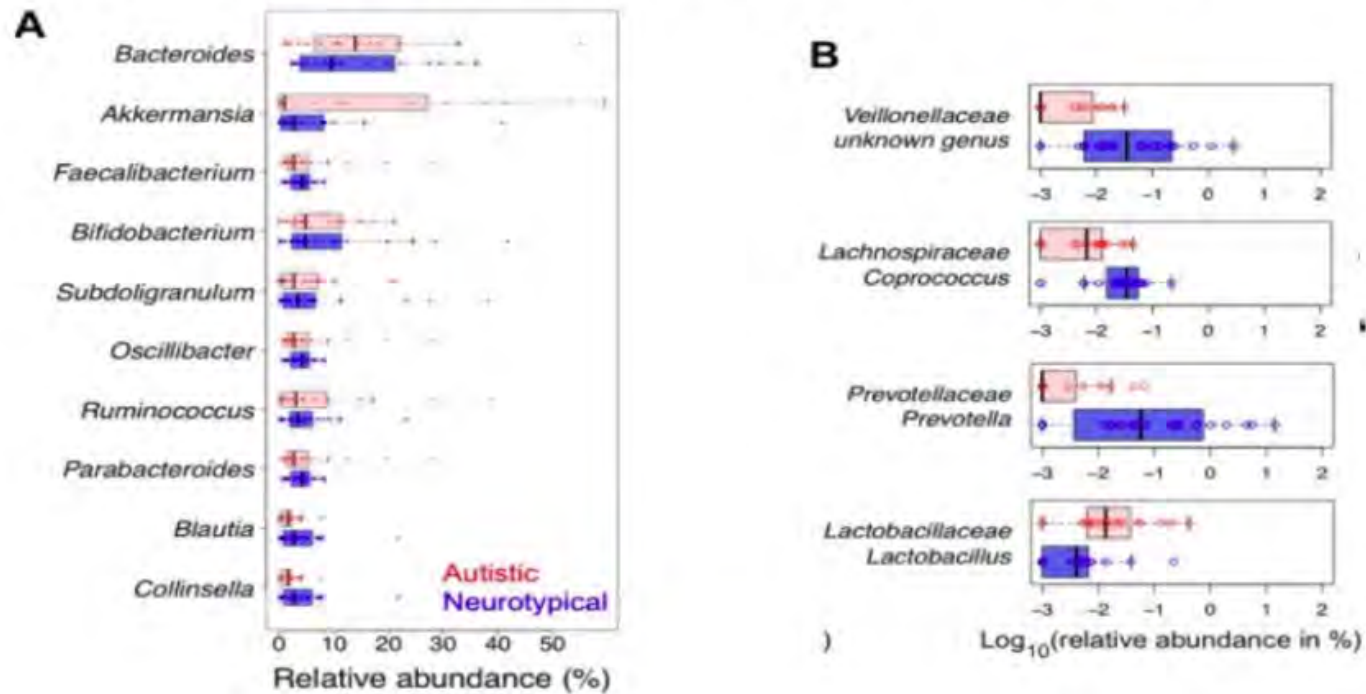 A
Bacteroides
Akkermansia
Faecalibacterium
Bifidobacterium
Subdoligranulum
Oscillibacter
Ruminococcus
Parabacteroides
Blautia
Collinsella
Autistic
Neurotypical
0 10 20 30 40 50
Relative abundance (%)
B
Veillonellaceae
unknown genus
-3 -2 -1 0 1 2
Lachnospiraceae
Coprococcus
-3 -2 -1 0 1 2
Prevotellaceae
Prevotella
-3 -2 -1 0 1 2
Lactobacillaceae
Lactobacillus
-3 -2 -1 0 1 2
) Log10(relative abundance in %)